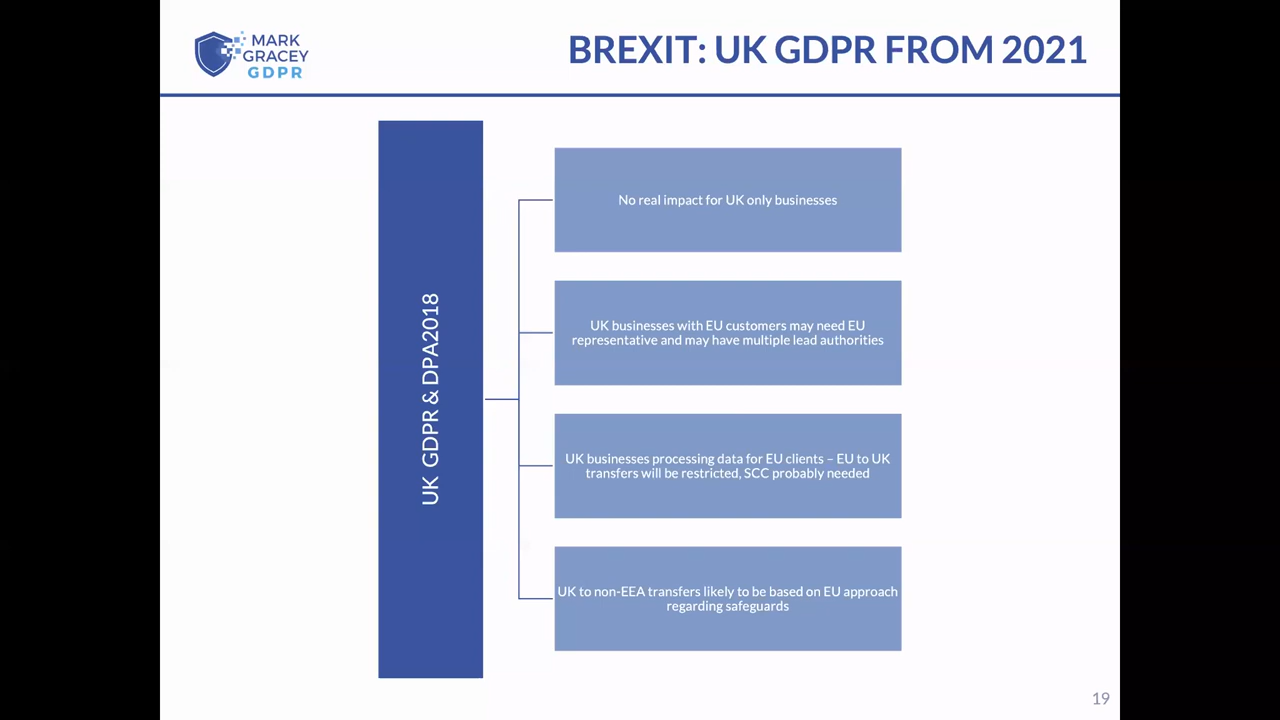 MARK
GRACEY
GDPR
BREXIT: UK GDPR FROM 2021
UK GDPR & DPA2018
No real impact for UK only businesses
UK businesses with EU customers may need EU
representative and may have multiple lead authorities
UK businesses processing data for EU clients – EU to UK
transfers will be restricted, SCC probably needed
UK to non-EEA transfers likely to be based on EU approach
regarding safeguards
19